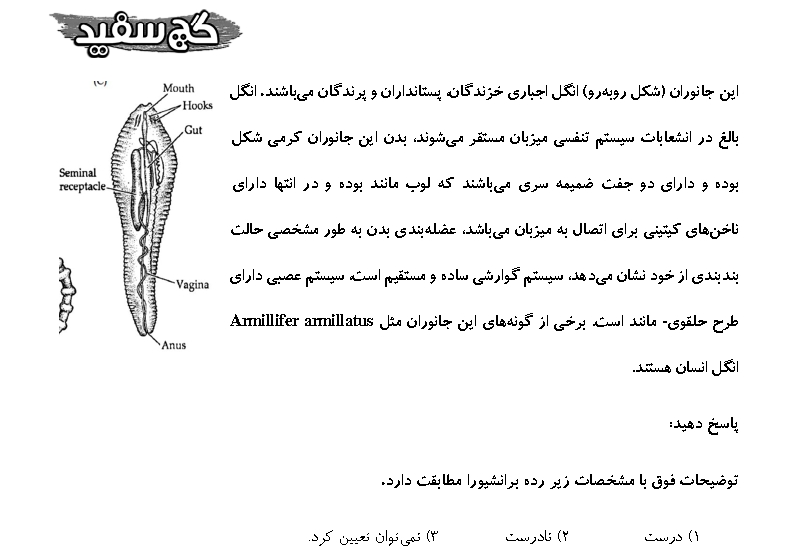 گچ سفید
این جانوران (شکل روبه‌رو) انگل اجباری خزندگان، پستانداران و پرندگان می‌باشند. انگل
بالغ در انشعابات سیستم تنفسی میزبان مستقر می‌شوند، بدن این جانوران کرمی شکل
بوده و دارای دو جفت ضمیمه سری می‌باشند که لوب مانند بوده و در انتها دارای
ناخن‌های کیتینی برای اتصال به میزبان می‌باشد، عضله‌بندی بدن به طور مشخصی حالت
بندبندی از خود نشان می‌دهد، سیستم گوارشی ساده و مستقیم است. سیستم عصبی دارای
طرح حلقوی- مانند است. برخی از گونه‌های این جانوران مثل Armillifer armillatus
انگل انسان هستند.
(C)
Mouth
Hooks
Gut
Seminal
receptacle
Vagina
Anus
پاسخ دهید:
توضیحات فوق با مشخصات زیر رده برانشیورا مطابقت دارد.
۱) درست ۲) نادرست ۳) نمی‌توان تعیین کرد.